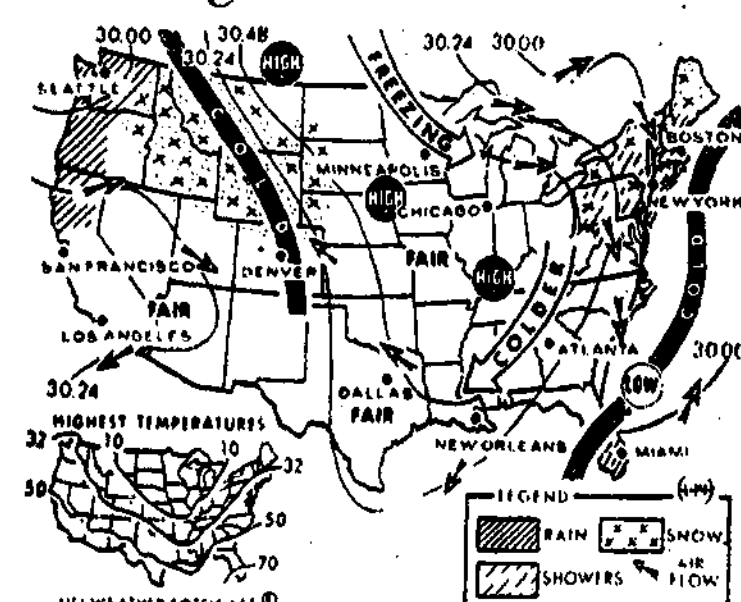 30.00
30.48
30.24
HIGH
30.24
30.00
FREEZING
SEATTLE
COLD
BOSTON
MINNEAPOLIS
HIGH
CHICAGO
NEW YORK
SAN FRANCISCO
DENVER
FAIR
HIGH
COLD
FAIR
COLDER
LOS ANGELES
ATLANTA
30.00
30.24
DALLAS
FAIR
LOW
HIGHEST TEMPERATURES
NEW ORLEANS
MIAMI
32
10
10
32
50
50
70
LEGEND
RAIN
SNOW
SHOWERS
AIR
FLOW